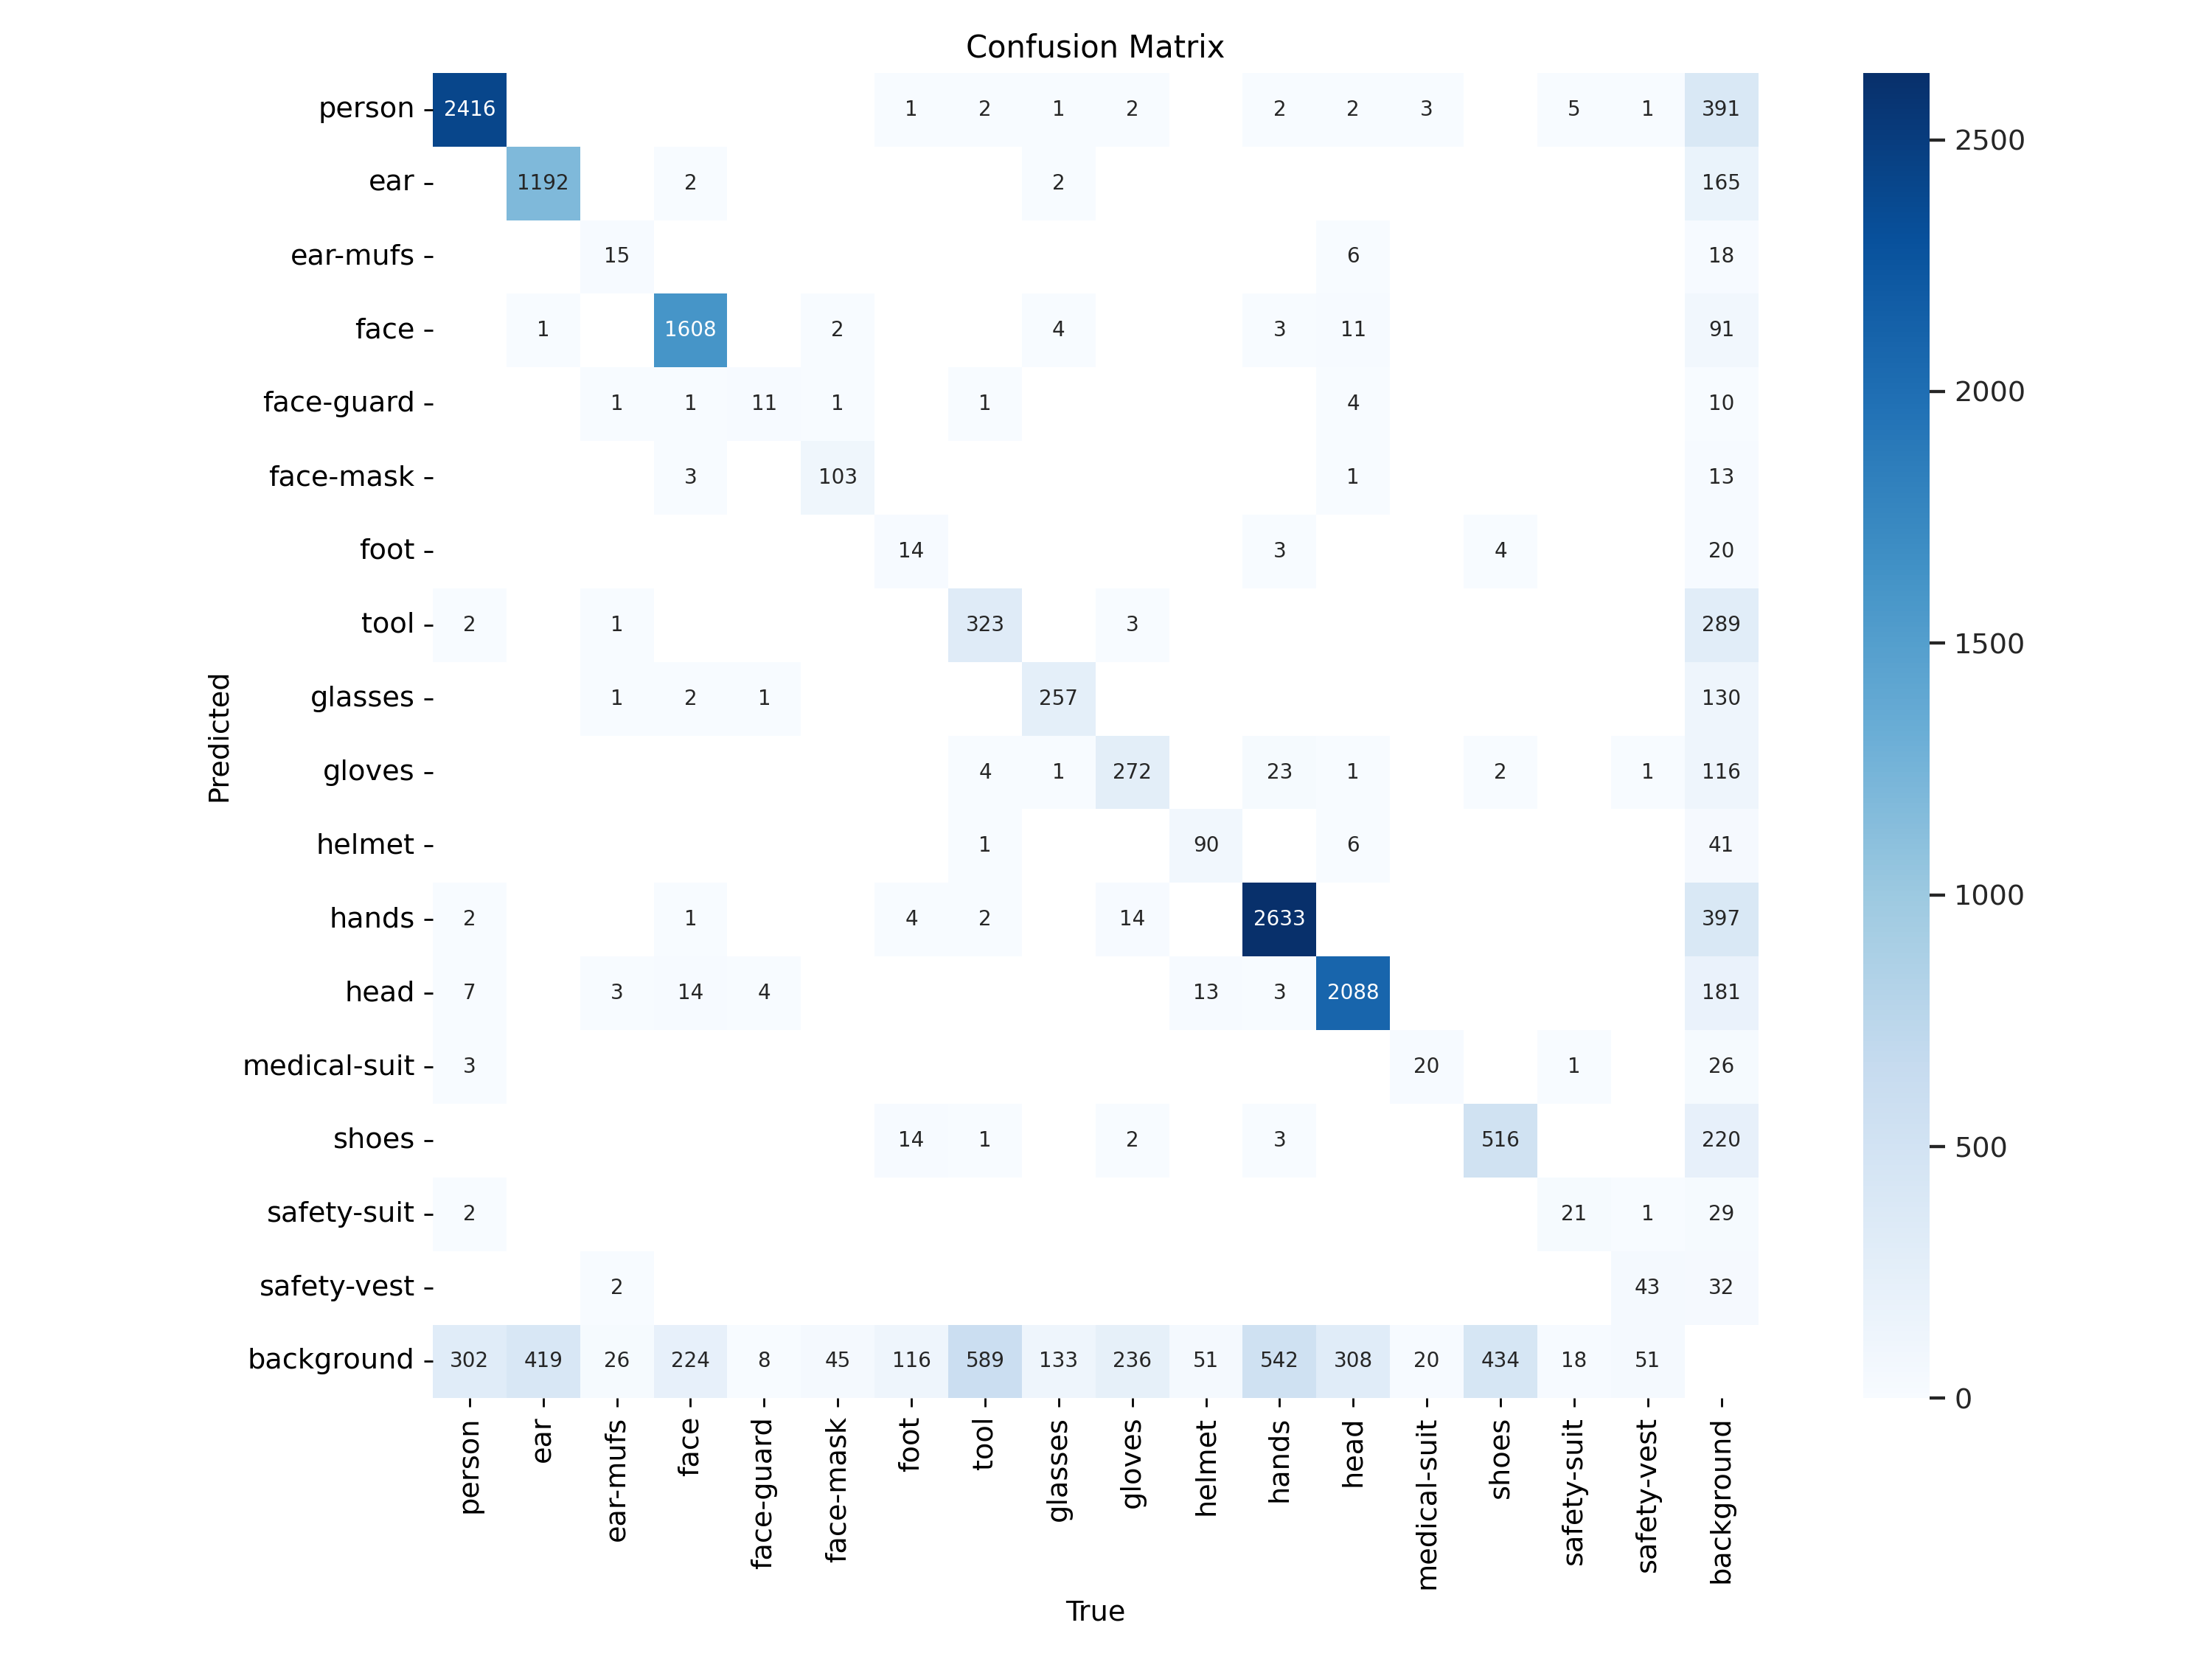 Confusion Matrix
person 2416 1 2 1 2 2 2 3 5 1 391
ear 1192 2 2 165
ear-mufs 15 6 18
face 1 1608 2 4 3 11 91
face-guard 1 1 11 1 1 4 10
face-mask 3 103 1 13
foot 14 3 4 20
tool 2 1 323 3 289
glasses 1 2 1 257 130
gloves 4 1 272 23 1 2 1 116
helmet 1 90 6 41
hands 2 1 4 2 14 2633 397
head 7 3 14 4 13 3 2088 181
medical-suit 3 20 1 26
shoes 14 1 2 3 516 220
safety-suit 2 21 1 29
safety-vest 2 43 32
background 302 419 26 224 8 45 116 589 133 236 51 542 308 20 434 18 51
person ear ear-mufs face face-guard face-mask foot tool glasses gloves helmet hands head medical-suit shoes safety-suit safety-vest background
True
Predicted
2500
2000
1500
1000
500
0